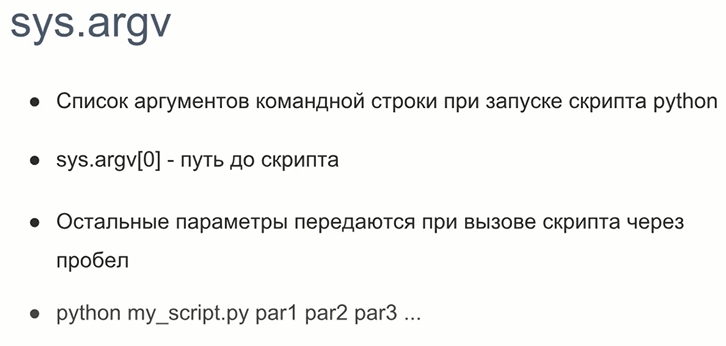 sys.argv
● Список аргументов командной строки при запуске скрипта python
● sys.argv[0] - путь до скрипта
● Остальные параметры передаются при вызове скрипта через
пробел
● python my_script.py par1 par2 par3 ...